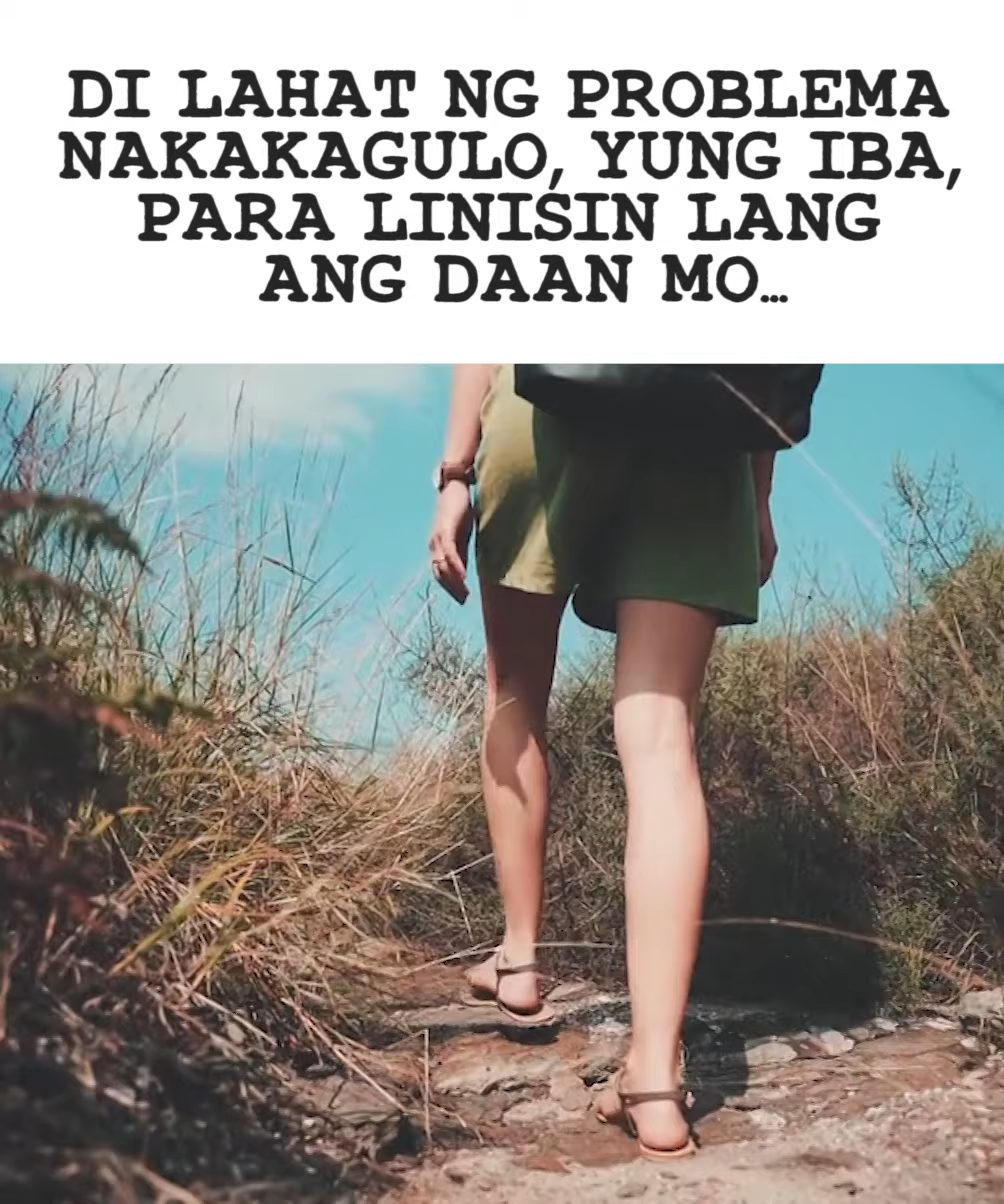 DI LAHAT NG PROBLEMA
NAKAKAGULO, YUNG IBA,
PARA LINISIN LANG
ANG DAAN MO...